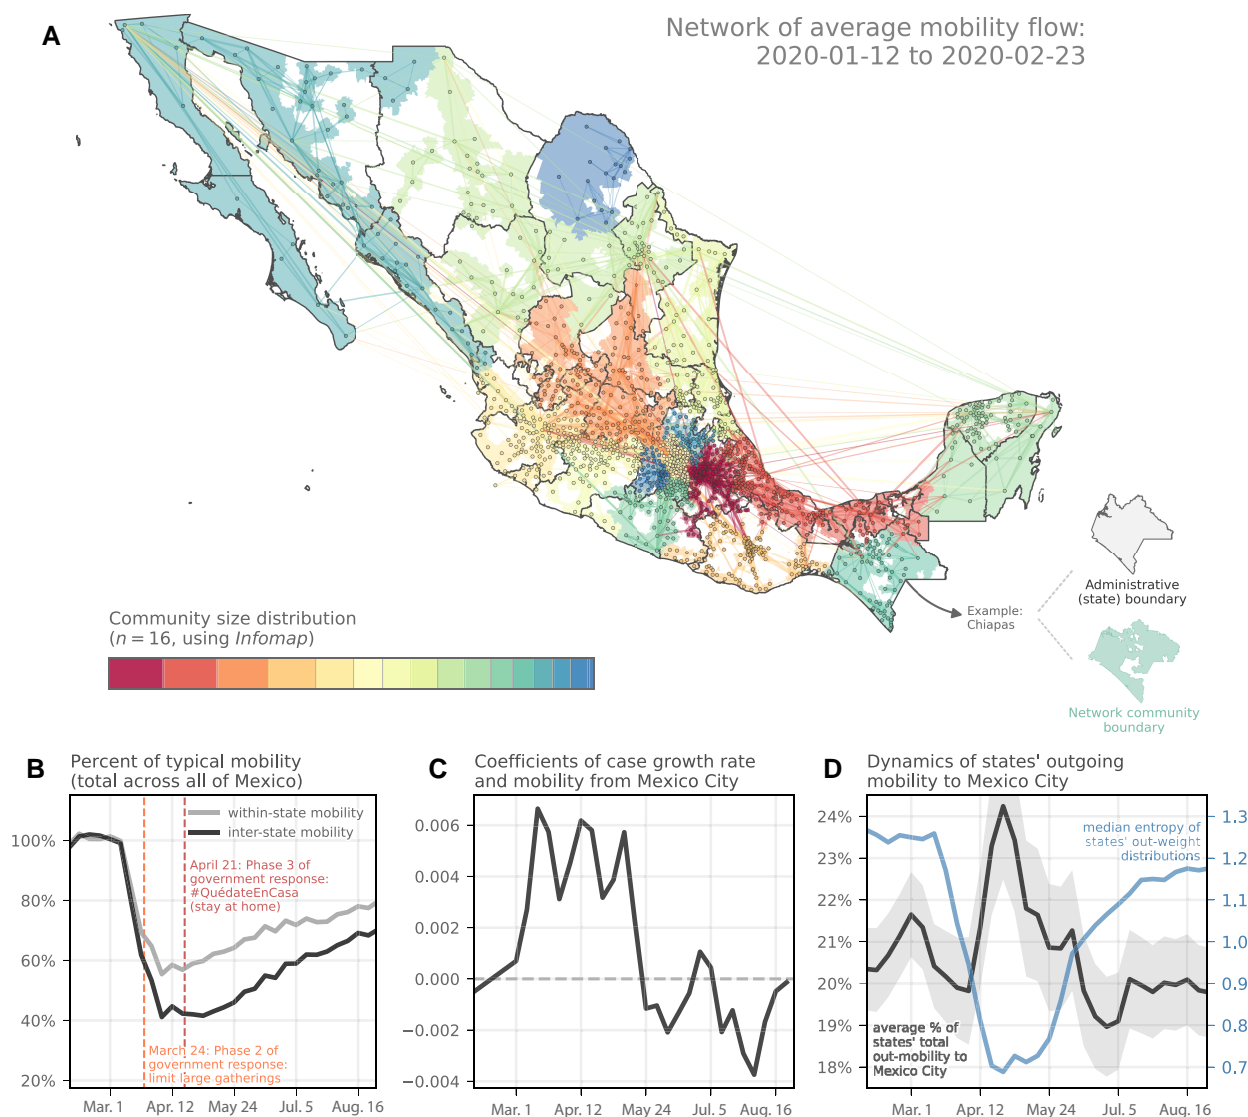 A
Network of average mobility flow:
2020-01-12 to 2020-02-23
Administrative
(state) boundary
Example:
Chiapas
Network community
boundary
Community size distribution
(n = 16, using Infomap)
B
Percent of typical mobility
(total across all of Mexico)
within-state mobility
inter-state mobility
April 21: Phase 3 of
government response:
#QuédateEnCasa
(stay at home)
March 24: Phase 2 of
government response:
limit large gatherings
100%
80%
60%
40%
20%
Mar. 1 Apr. 12 May 24 Jul. 5 Aug. 16
C
Coefficients of case growth rate
and mobility from Mexico City
0.006
0.004
0.002
0.000
−0.002
−0.004
Mar. 1 Apr. 12 May 24 Jul. 5 Aug. 16
D
Dynamics of states' outgoing
mobility to Mexico City
median entropy of
states' out-weight
distributions
average % of
states' total
out-mobility to
Mexico City
24%
23%
22%
21%
20%
19%
18%
1.3
1.2
1.1
1.0
0.9
0.8
0.7
Mar. 1 Apr. 12 May 24 Jul. 5 Aug. 16